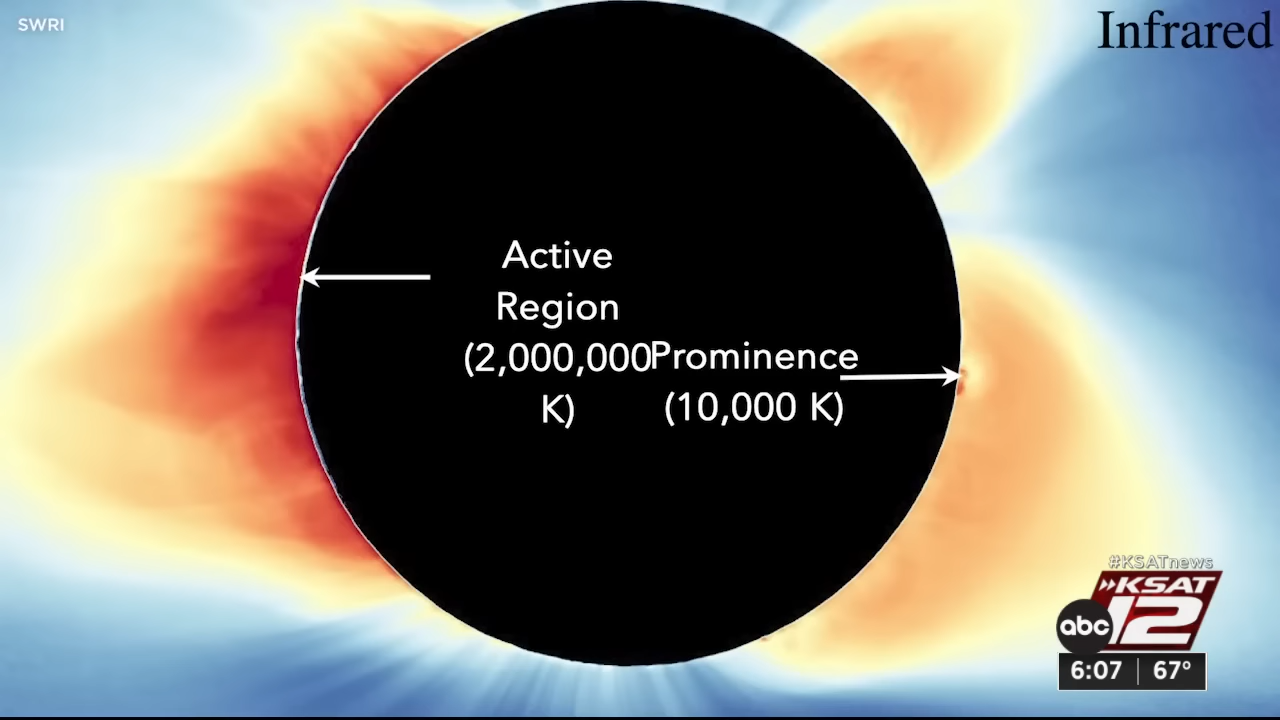 SWRI
Infrared
Active
Region
(2,000,000
K)
Prominence
(10,000 K)
#KSATnews
KSAT
12
abc
6:07 67°